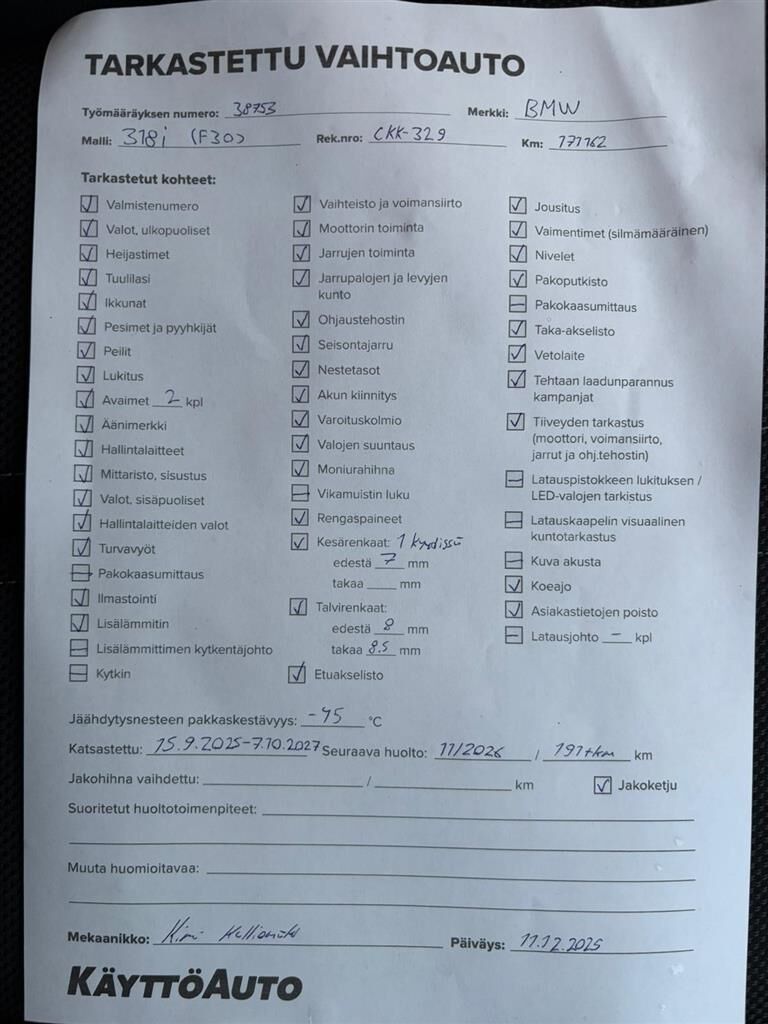 TARKASTETTU VAIHTOAUTO
Työmääräyksen numero: 38753 Merkki: BMW
Malli: 318i (F30) Rek.nro: CKK-329 Km: 171162
Tarkastetut kohteet:
Valmistenumero
Valot, ulkopuoliset
Heijastimet
Tuulilasi
Ikkunat
Pesimet ja pyyhkijät
Peilit
Lukitus
Avaimet 2 kpl
Äänimerkki
Hallintalaitteet
Mittaristo, sisustus
Valot, sisäpuoliset
Hallintalaitteiden valot
Turvavyöt
Pakokaasumittaus
Ilmastointi
Lisälämmitin
Lisälämmittimen kytkentäjohto
Kytkin
Vaihteisto ja voimansiirto
Moottorin toiminta
Jarrujen toiminta
Jarrupalojen ja levyjen
kunto
Ohjaustehostin
Seisontajarru
Nestetasot
Akun kiinnitys
Varoituskolmio
Valojen suuntaus
Moniurahihna
Vikamuistin luku
Rengaspaineet
Kesärenkaat: 1 kyydissä
edestä 7 mm
takaa mm
Talvirenkaat:
edestä 8 mm
takaa 8.5 mm
Etuakselisto
Jousitus
Vaimentimet (silmämääräinen)
Nivelet
Pakoputkisto
Pakokaasumittaus
Taka-akselisto
Vetolaite
Tehtaan laadunparannus
kampanjat
Tiiveyden tarkastus
(moottori, voimansiirto,
jarrut ja ohj.tehostin)
Latauspistokkeen lukituksen /
LED-valojen tarkistus
Latauskaapelin visuaalinen
kuntotarkastus
Kuva akusta
Koeajo
Asiakastietojen poisto
Latausjohto – kpl
Jäähdytysnesteen pakkaskestävyys: -45 °C
Katsastettu: 15.9.2025-7.10.2027 Seuraava huolto: 11/2026 / 191tkm km
Jakohihna vaihdettu: / km Jakoketju
Suoritetut huoltotoimenpiteet:
Muuta huomioitavaa:
Mekaanikko: Päiväys: 11.12.2025
KÄYTTÖAUTO